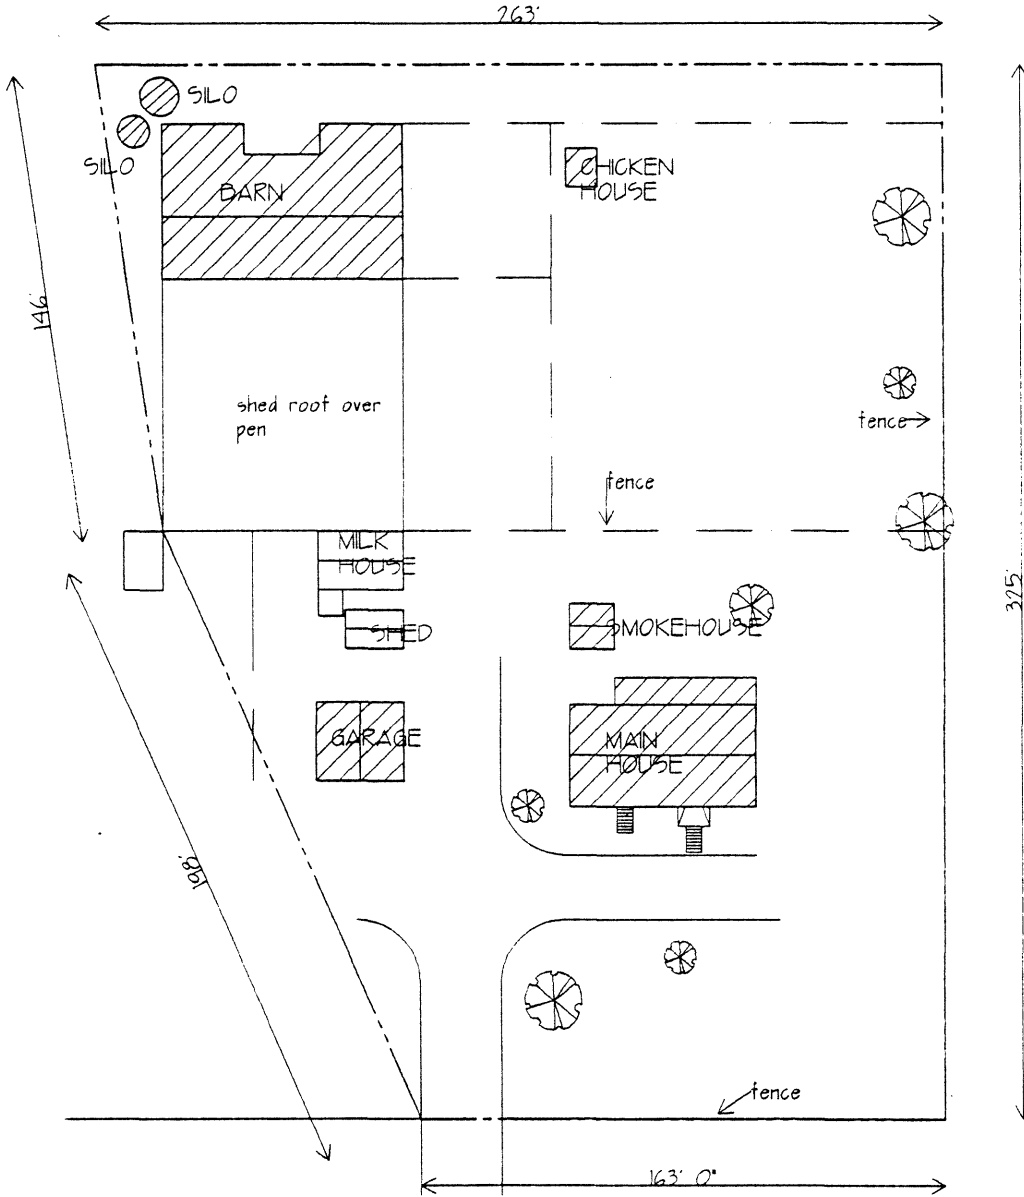 263'
SILO
SILO
BARN
CHICKEN
HOUSE
146'
shed roof over
pen
fence
fence
MILK
HOUSE
325'
SHED
SMOKEHOUSE
GARAGE
MAIN
HOUSE
198'
fence
163' 0"